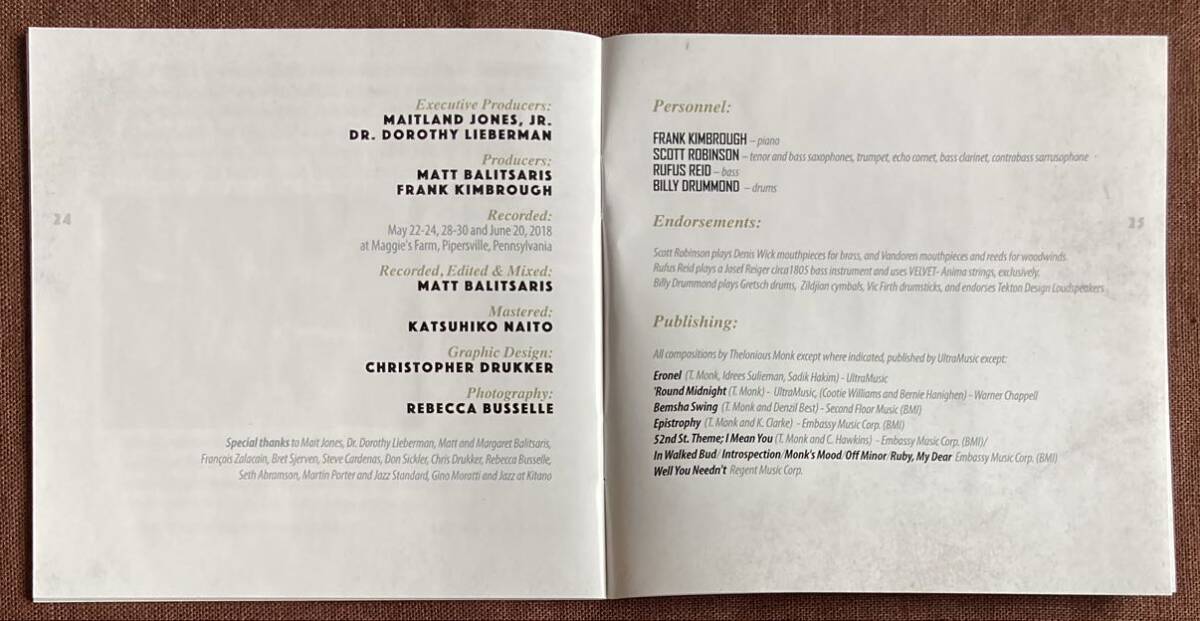 24
Executive Producers:
MAITLAND JONES, JR.
DR. DOROTHY LIEBERMAN
Producers:
MATT BALITSARIS
FRANK KIMBROUGH
Recorded:
May 22-24, 28-30 and June 20, 2018
at Maggie's Farm, Pipersville, Pennsylvania
Recorded, Edited & Mixed:
MATT BALITSARIS
Mastered:
KATSUHIKO NAITO
Graphic Design:
CHRISTOPHER DRUKKER
Photography:
REBECCA BUSSELLE
Special thanks to Mait Jones, Dr. Dorothy Lieberman, Matt and Margaret Balitsaris,
François Zalacain, Bret Sjerven, Steve Cardenas, Don Sickler, Chris Drukker, Rebecca Busselle,
Seth Abramson, Martin Porter and Jazz Standard, Gino Moratti and Jazz at Kitano
Personnel:
FRANK KIMBROUGH – piano
SCOTT ROBINSON – tenor and bass saxophones, trumpet, echo cornet, bass clarinet, contrabass sarrusophone
RUFUS REID – bass
BILLY DRUMMOND – drums
Endorsements:
25
Scott Robinson plays Denis Wick mouthpieces for brass, and Vandoren mouthpieces and reeds for woodwinds.
Rufus Reid plays a Josef Reiger circa1805 bass instrument and uses VELVET- Anima strings, exclusively.
Billy Drummond plays Gretsch drums, Zildjian cymbals, Vic Firth drumsticks, and endorses Tekton Design Loudspeakers
Publishing:
All compositions by Thelonious Monk except where indicated, published by UltraMusic except:
Eronel (T. Monk, Idrees Sulieman, Sadik Hakim) - UltraMusic
'Round Midnight (T. Monk) - UltraMusic, (Cootie Williams and Bernie Hanighen) - Warner Chappell
Bemsha Swing (T. Monk and Denzil Best) - Second Floor Music (BMI)
Epistrophy (T. Monk and K. Clarke) - Embassy Music Corp. (BMI)
52nd St. Theme; I Mean You (T. Monk and C. Hawkins) - Embassy Music Corp. (BMI)/
In Walked Bud/Introspection/Monk's Mood/Off Minor/Ruby, My Dear Embassy Music Corp. (BMI)
Well You Needn't Regent Music Corp.